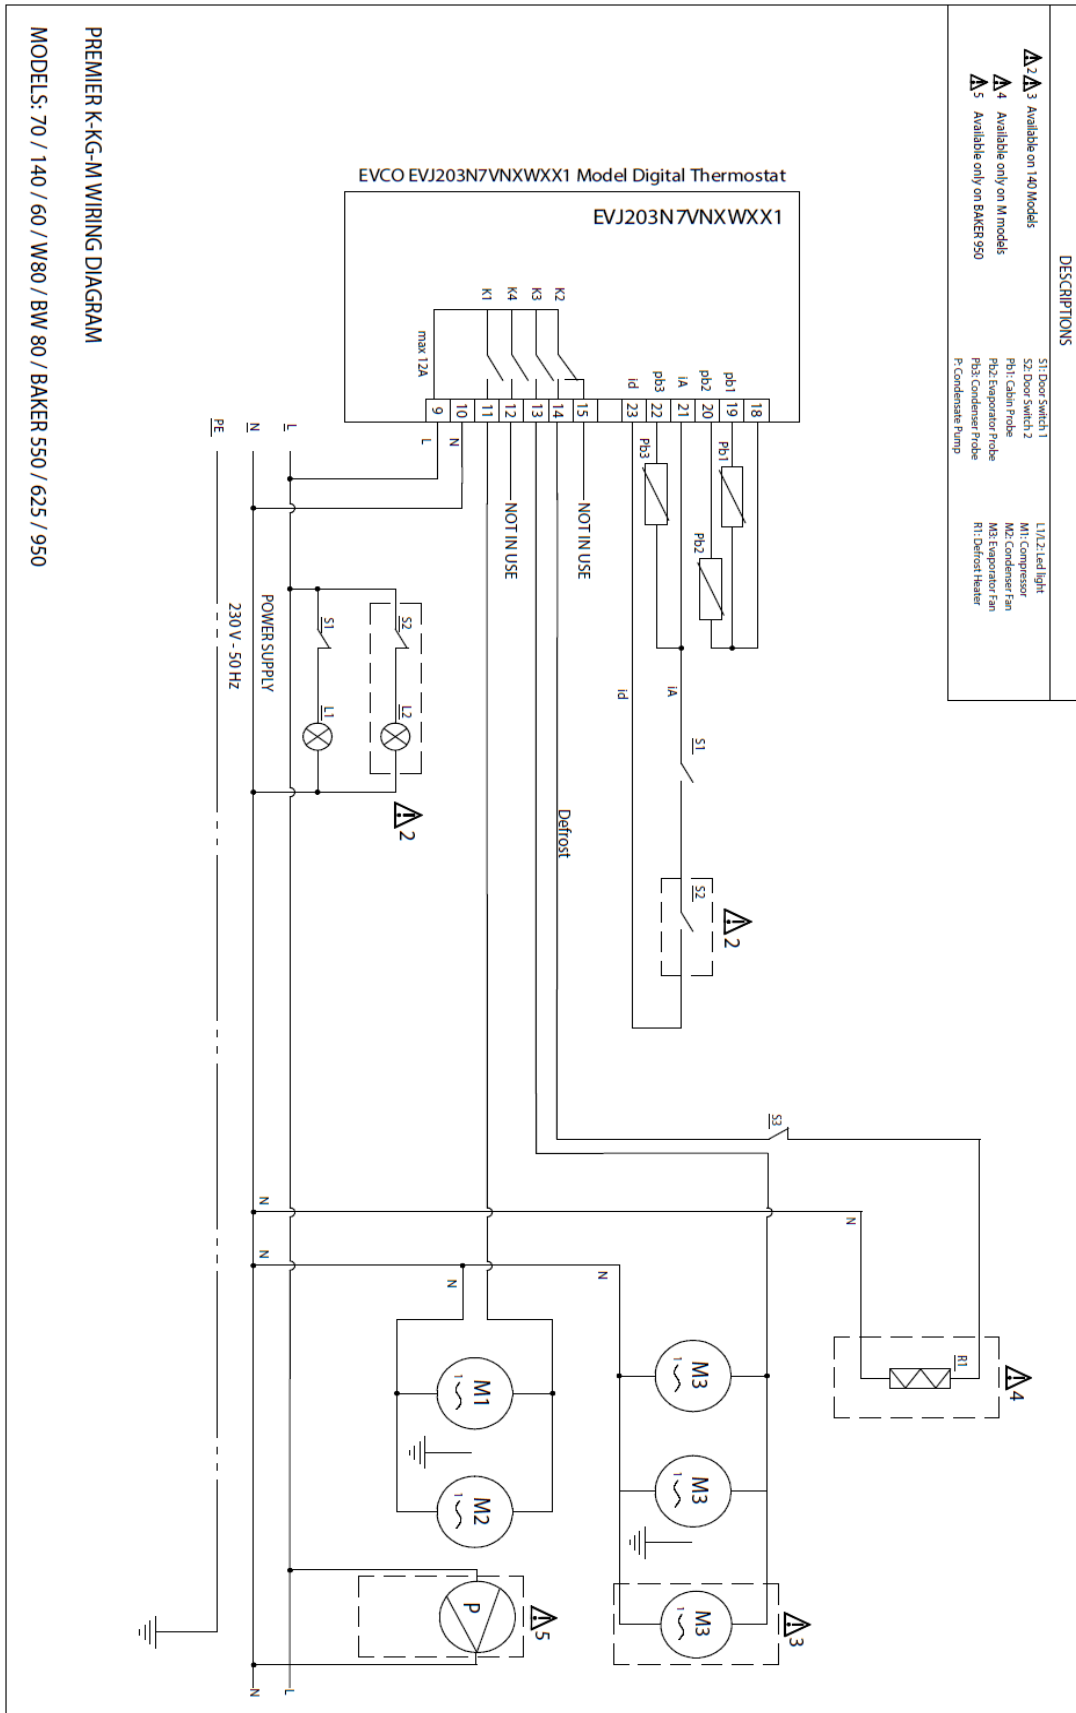 DESCRIPTIONS
2 3 Available on 140 Models
4 Available only on M models
5 Available only on BAKER 950
S1: Door Switch 1
S2: Door Switch 2
Pb1: Cabin Probe
Pb2: Evaporator Probe
Pb3: Condenser Probe
P: Condensate Pump
L1/L2: Led light
M1: Compressor
M2: Condenser Fan
M3: Evaporator Fan
R1: Defrost Heater
EVCO EVJ203N7VNXWXX1 Model Digital Thermostat
EVJ203N7VNXWXX1
K1
K4
K3
K2
max 12A
id
pb3
iA
pb2
pb1
9
10
11
12
13
14
15
23
22
21
20
19
18
L
N
NOT IN USE
NOT IN USE
Pb3
Pb1
Pb2
PE
N
L
POWER SUPPLY
230 V - 50 Hz
S1
S2
L1
L2
2
id
iA
S1
S2
2
Defrost
S3
N
N
N
N
N
R1
4
M1
1
M2
1
M3
1
M3
1
M3
1
3
P
5
N
L
PREMIER K-KG-M WIRING DIAGRAM
MODELS: 70 / 140 / 60 / W80 / BW 80 / BAKER 550 / 625 / 950